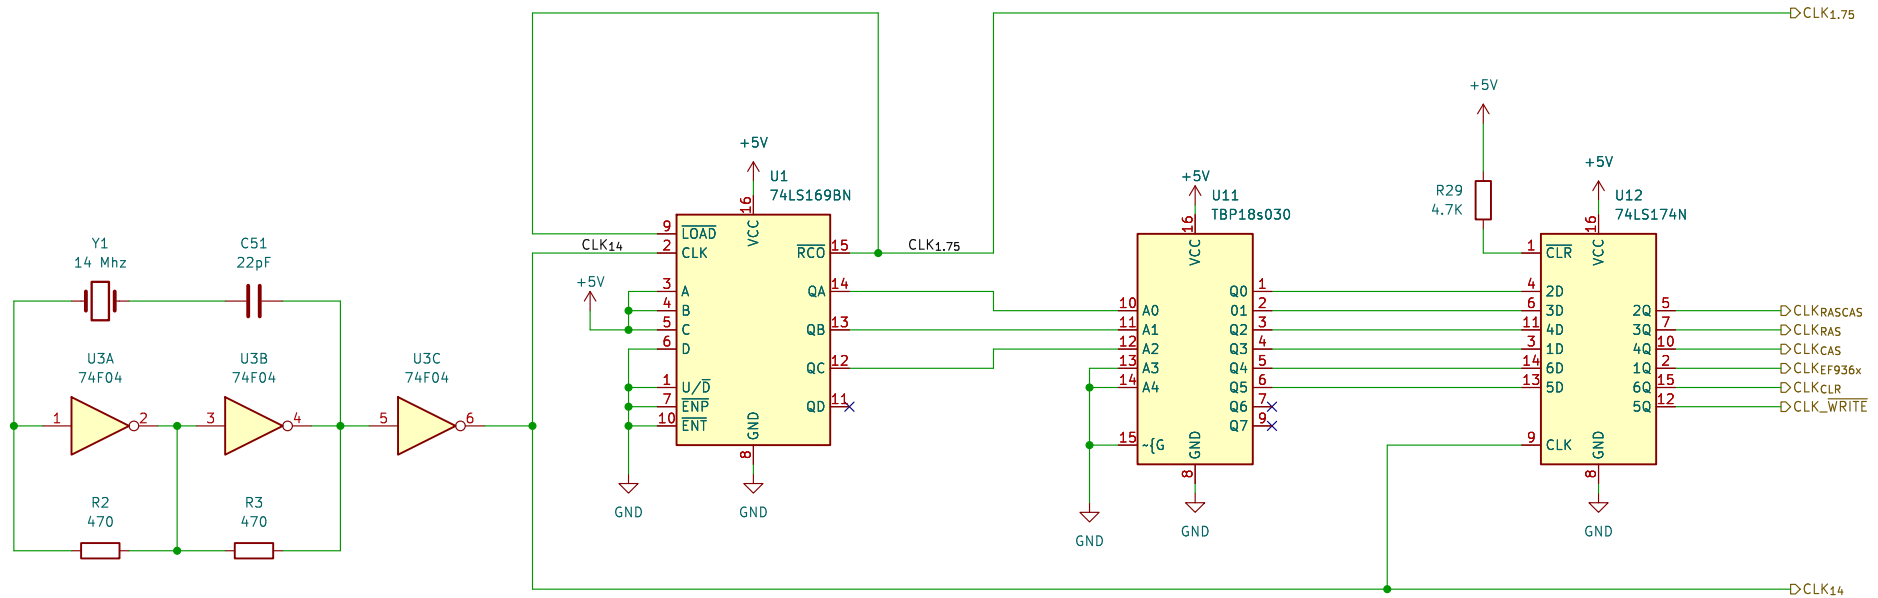 CLK1.75
Y1
14 Mhz
C51
22pF
U3A
74F04
1
2
U3B
74F04
3
4
U3C
74F04
5
6
R2
470
R3
470
+5V
U1
74LS169BN
16
VCC
9
LOAD
2
CLK
CLK14
RCO
15
CLK1.75
+5V
3
A
QA
14
4
B
5
C
QB
13
6
D
QC
12
1
U/D
7
ENP
QD
11
10
ENT
GND
8
GND
GND
+5V
U11
TBP18s030
16
VCC
Q0
1
10
A0
O1
2
11
A1
Q2
3
12
A2
Q3
4
13
A3
Q4
5
14
A4
Q5
6
Q6
7
Q7
9
15
~{G
GND
8
GND
GND
+5V
R29
4.7K
+5V
U12
74LS174N
16
VCC
1
CLR
4
2D
6
3D
2Q
5
CLKRASCAS
11
4D
3Q
7
CLKRAS
3
1D
4Q
10
CLKCAS
14
6D
1Q
2
CLKEF936x
13
5D
6Q
15
CLKCLR
5Q
12
CLK_WRITE
9
CLK
GND
8
GND
CLK14